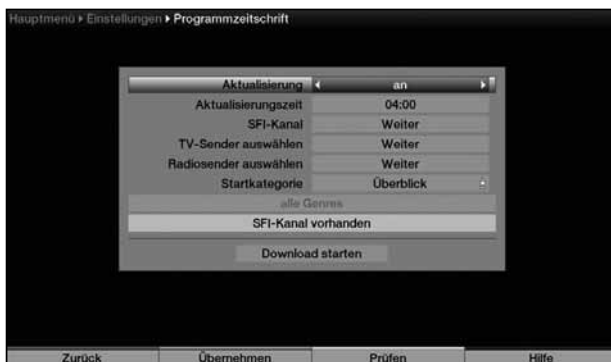 Hauptmenü ▸ Einstellungen ▸ Programmzeitschrift
Aktualisierung an
Aktualisierungszeit 04:00
SFI-Kanal Weiter
TV-Sender auswählen Weiter
Radiosender auswählen Weiter
Startkategorie Überblick
alle Genres
SFI-Kanal vorhanden
Download starten
Zurück Übernehmen Prüfen Hilfe